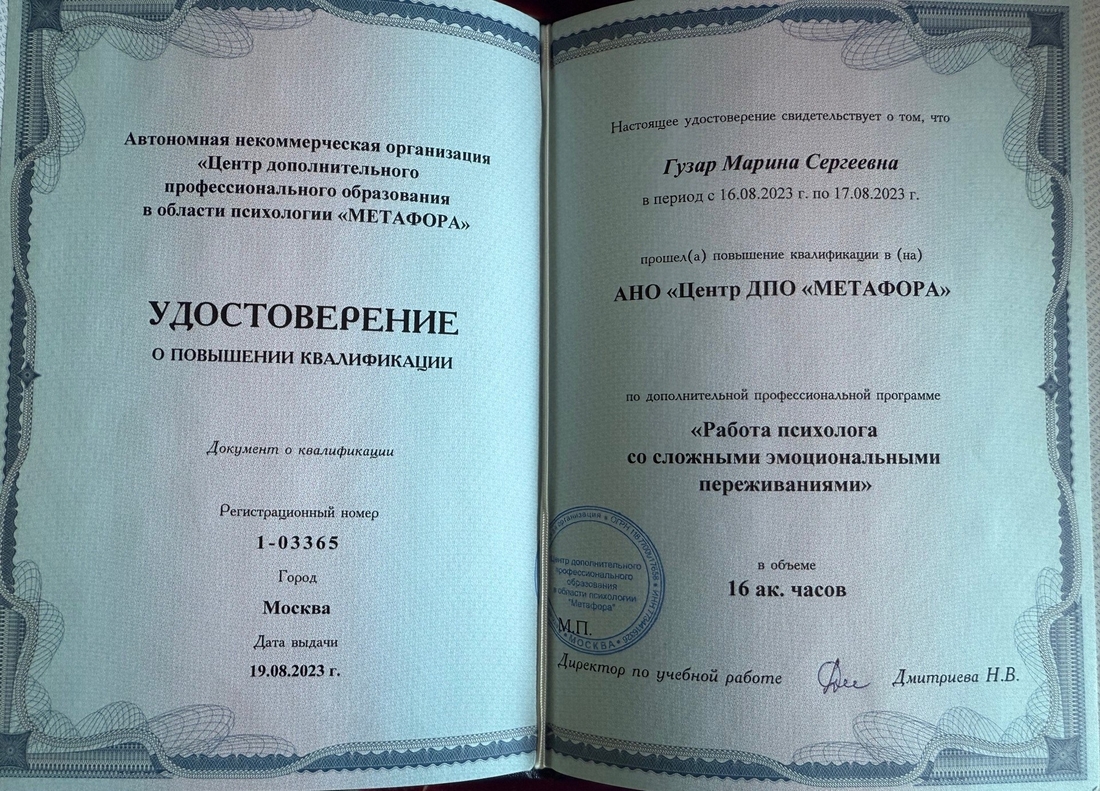 Автономная некоммерческая организация
«Центр дополнительного
профессионального образования
в области психологии «МЕТАФОРА»
УДОСТОВЕРЕНИЕ
О ПОВЫШЕНИИ КВАЛИФИКАЦИИ
Документ о квалификации
Регистрационный номер
1-03365
Город
Москва
Дата выдачи
19.08.2023 г.
Настоящее удостоверение свидетельствует о том, что
Гузар Марина Сергеевна
в период с 16.08.2023 г. по 17.08.2023 г.
прошел(а) повышение квалификации в (на)
АНО «Центр ДПО «МЕТАФОРА»
по дополнительной профессиональной программе
«Работа психолога
со сложными эмоциональными
переживаниями»
в объеме
16 ак. часов
организация * ОГРН * ИНН * МОСКВА *
Центр дополнительного
профессионального
образования
в области психологии
"Метафора"
М.П.
Директор по учебной работе Дмитриева Н.В.